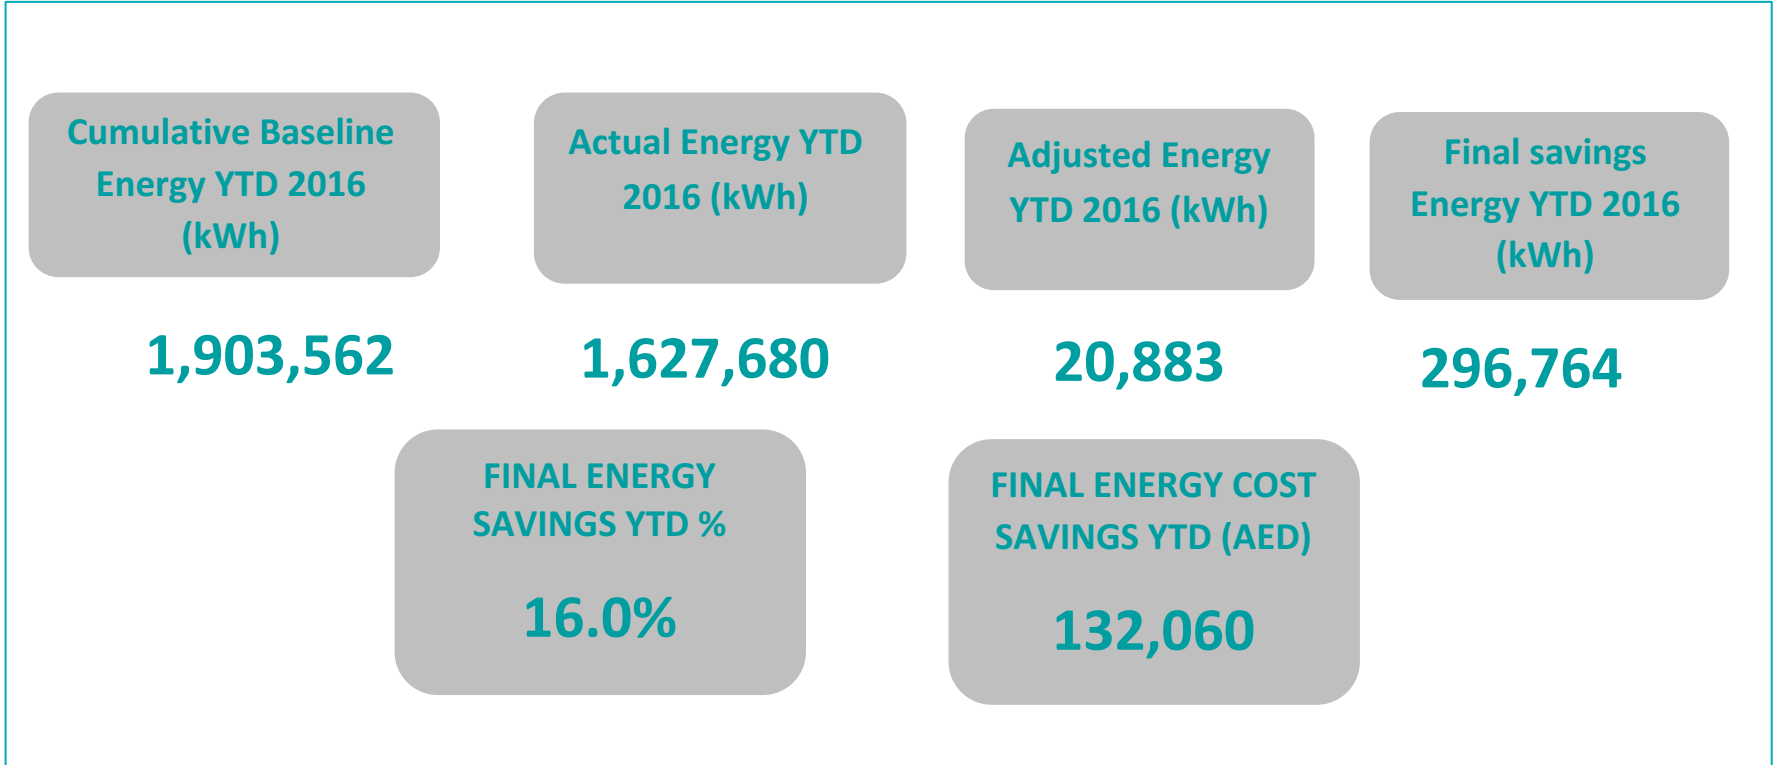 Cumulative Baseline
Energy YTD 2016
(kWh)
1,903,562
Actual Energy YTD
2016 (kWh)
1,627,680
Adjusted Energy
YTD 2016 (kWh)
20,883
Final savings
Energy YTD 2016
(kWh)
296,764
FINAL ENERGY
SAVINGS YTD %
16.0%
FINAL ENERGY COST
SAVINGS YTD (AED)
132,060